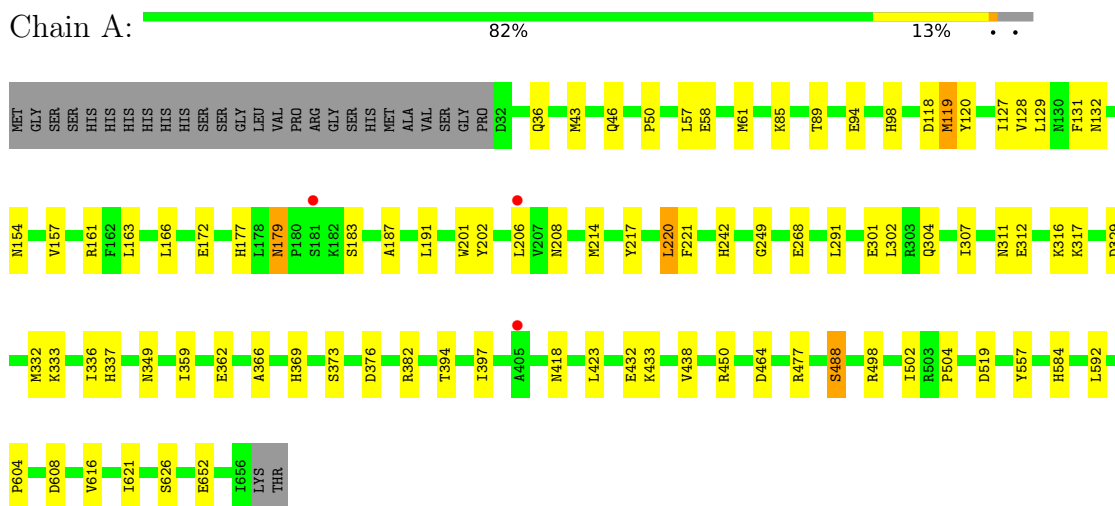 Chain A:
82% 13% • •
MET GLY SER SER HIS HIS HIS HIS HIS HIS SER SER GLY LEU VAL PRO ARG GLY SER HIS MET ALA VAL SER GLY PRO D32 Q36 M43 Q46 P50 L57 E58 M61 K85 T89 E94 H98 D118 M119 Y120 I127 V128 L129 N130 F131 N132
N154 V157 R161 F162 L163 L166 E172 H177 L178 N179 P180 S181 K182 S183 A187 L191 W201 Y202 L206 V207 N208 M214 Y217 L220 F221 H242 G249 E268 L291 E301 L302 R303 Q304 I307 N311 E312 K316 K317
M332 K333 I336 H337 N349 I359 E362 A366 H369 S373 D376 R382 T394 I397 A405 N418 L423 E432 K433 V438 R450 D464 R477 S488 R498 I502 R503 P504 D519 Y557 H584 L592
P604 D608 V616 I621 S626 E652 I656 LYS THR